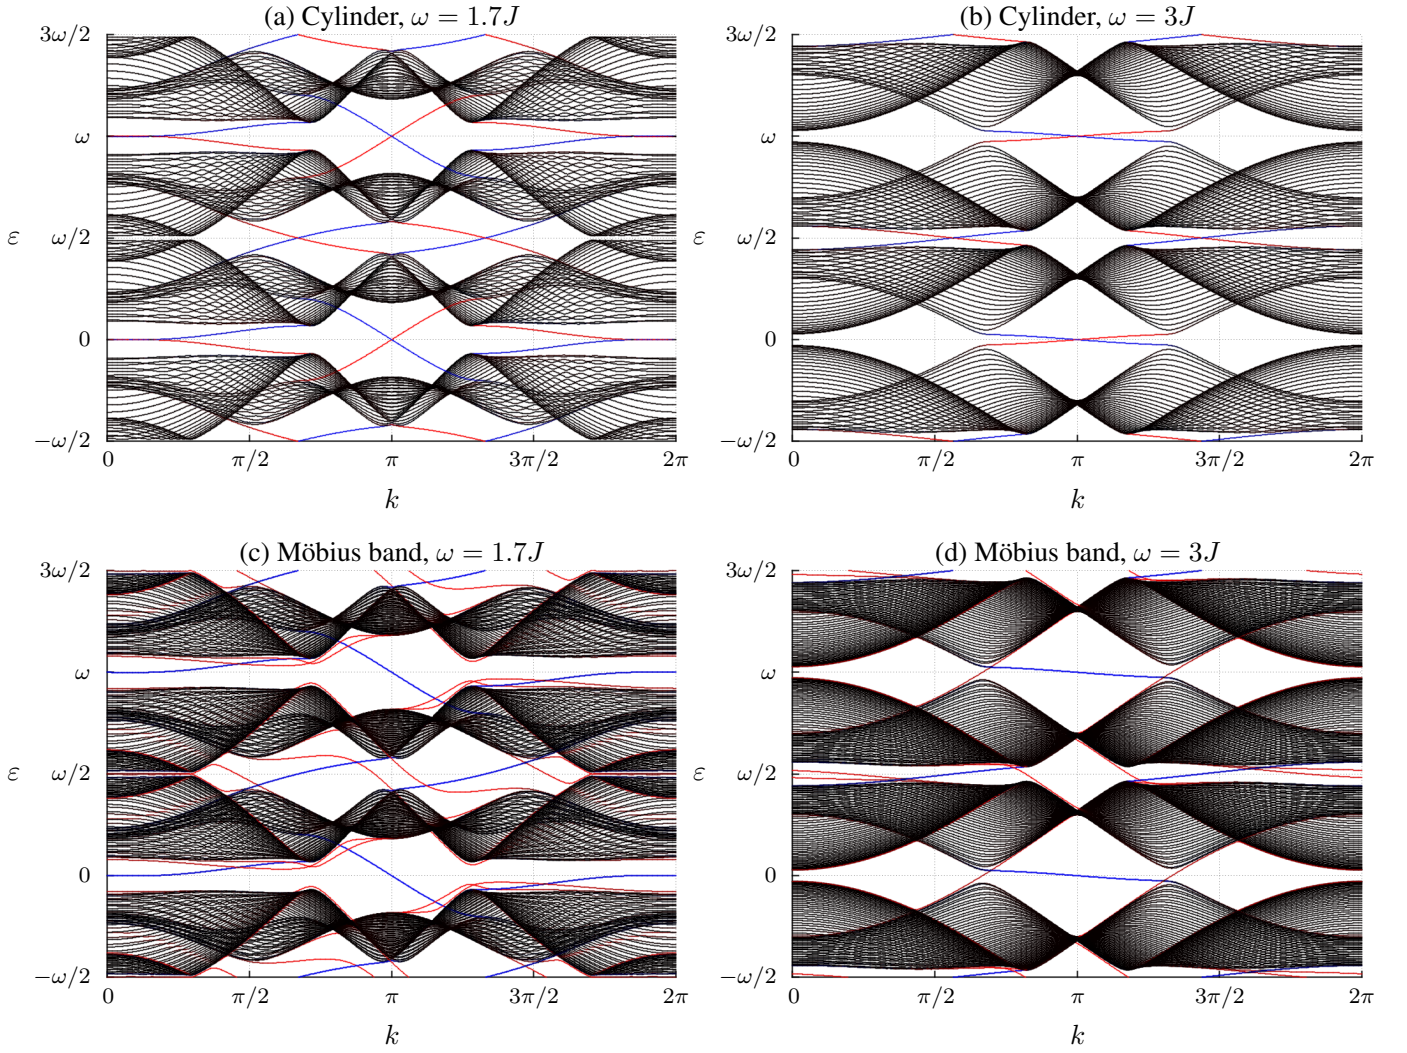 (a) Cylinder, ω = 1.7J
3ω/2
ω
ε
ω/2
0
−ω/2
0
π/2
π
3π/2
2π
k
(b) Cylinder, ω = 3J
3ω/2
ω
ε
ω/2
0
−ω/2
0
π/2
π
3π/2
2π
k
(c) Möbius band, ω = 1.7J
3ω/2
ω
ε
ω/2
0
−ω/2
0
π/2
π
3π/2
2π
k
(d) Möbius band, ω = 3J
3ω/2
ω
ε
ω/2
0
−ω/2
0
π/2
π
3π/2
2π
k